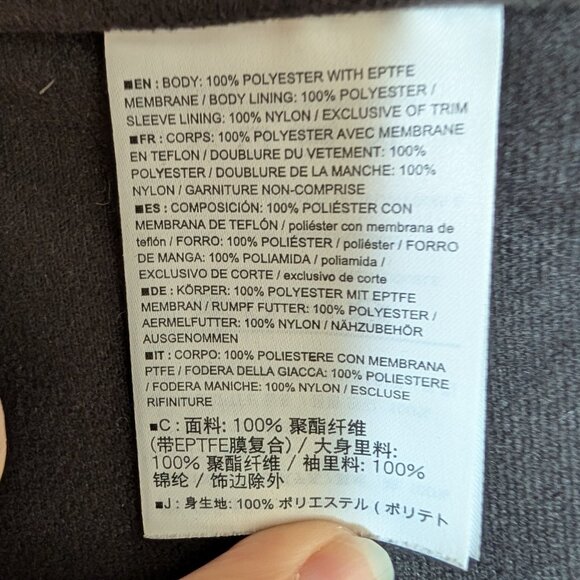 ■EN : BODY: 100% POLYESTER WITH EPTFE
MEMBRANE / BODY LINING: 100% POLYESTER /
SLEEVE LINING: 100% NYLON / EXCLUSIVE OF TRIM
■FR : CORPS: 100% POLYESTER AVEC MEMBRANE
EN TEFLON / DOUBLURE DU VETEMENT: 100%
POLYESTER / DOUBLURE DE LA MANCHE: 100%
NYLON / GARNITURE NON-COMPRISE
■ES : COMPOSICIÓN: 100% POLIÉSTER CON
MEMBRANA DE TEFLÓN / poliéster con membrana de
teflón / FORRO: 100% POLIÉSTER / poliéster / FORRO
DE MANGA: 100% POLIAMIDA / poliamida /
EXCLUSIVO DE CORTE / exclusivo de corte
■DE : KÖRPER: 100% POLYESTER MIT EPTFE
MEMBRAN / RUMPF FUTTER: 100% POLYESTER /
AERMELFUTTER: 100% NYLON / NÄHZUBEHÖR
AUSGENOMMEN
■IT : CORPO: 100% POLIESTERE CON MEMBRANA
PTFE / FODERA DELLA GIACCA: 100% POLIESTERE
/ FODERA MANICHE: 100% NYLON / ESCLUSE
RIFINITURE
■C : 面料: 100% 聚酯纤维
(带EPTFE膜复合) / 大身里料:
100% 聚酯纤维 / 袖里料: 100%
锦纶 / 饰边除外
■J : 身生地: 100% ポリエステル ( ポリテト